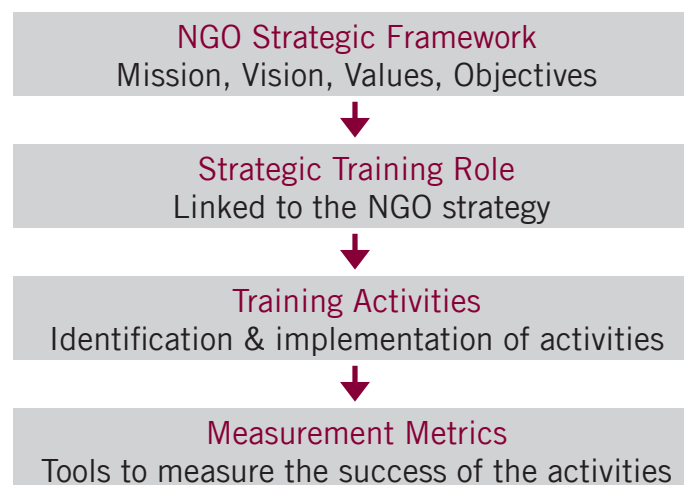 NGO Strategic Framework
Mission, Vision, Values, Objectives
Strategic Training Role
Linked to the NGO strategy
Training Activities
Identification & implementation of activities
Measurement Metrics
Tools to measure the success of the activities